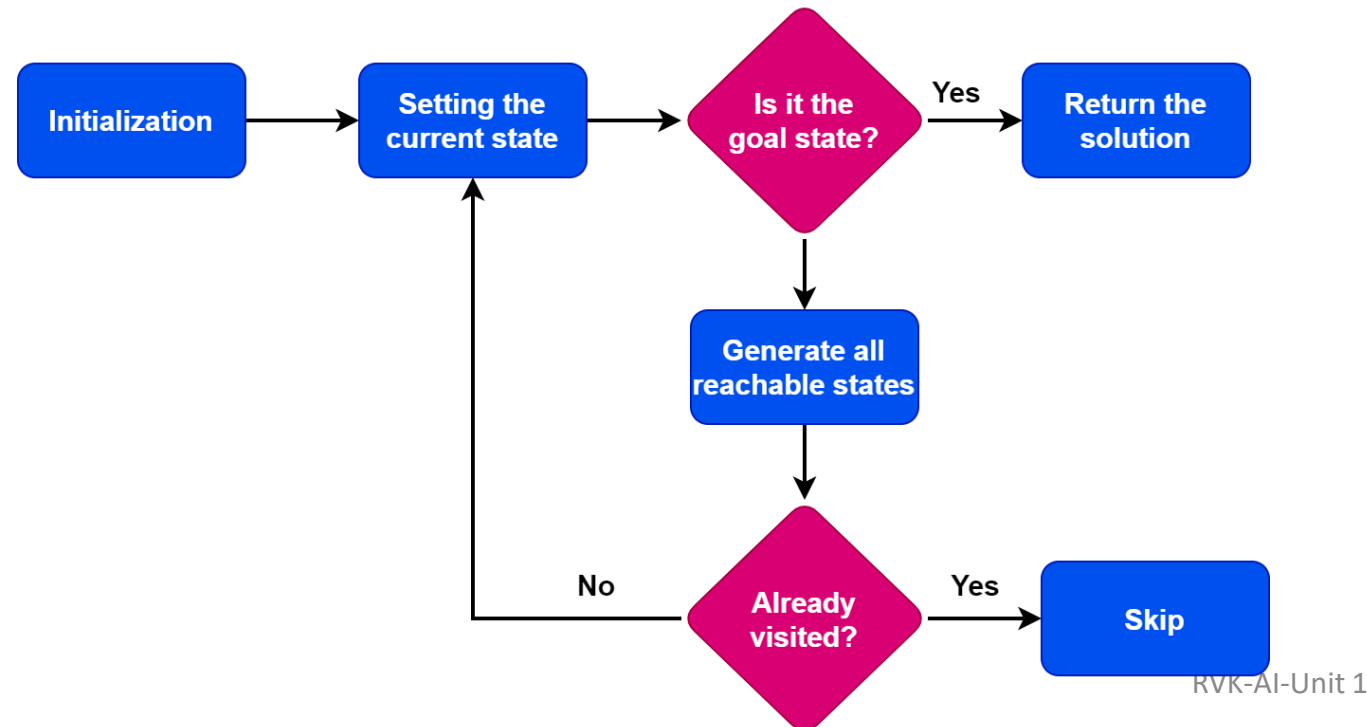 Initialization
Setting the
current state
Is it the
goal state?
Yes
Return the
solution
Generate all
reachable states
No
Already
visited?
Yes
Skip
RVK-AI-Unit 1